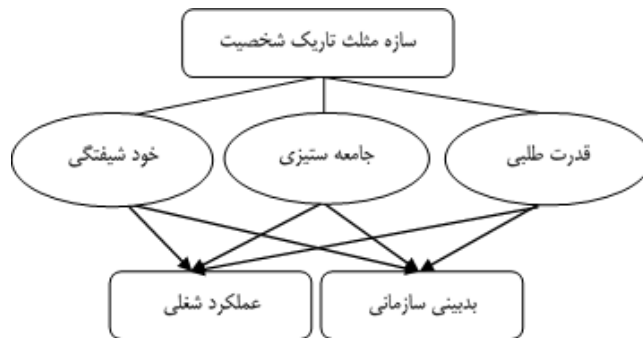 سازه مثلث تاریک شخصیت
قدرت طلبی
جامعه ستیزی
خود شیفتگی
بدبینی سازمانی
عملکرد شغلی